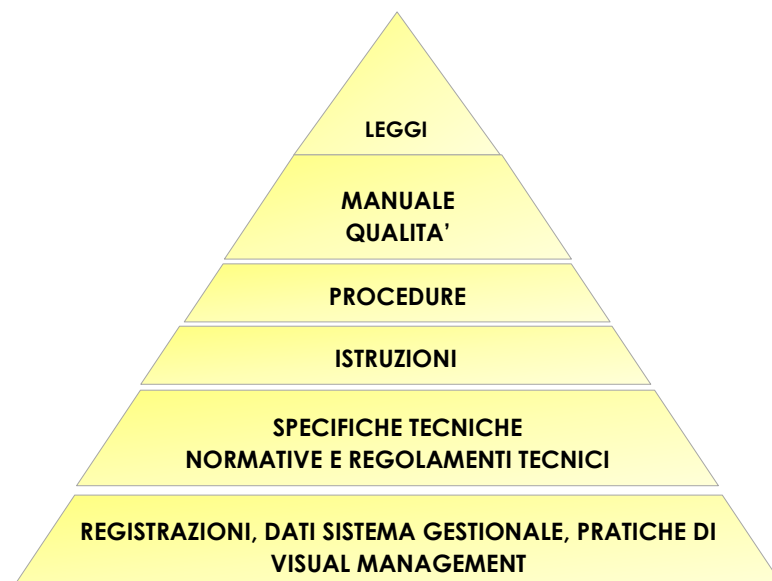 LEGGI
MANUALE
QUALITA’
PROCEDURE
ISTRUZIONI
SPECIFICHE TECNICHE
NORMATIVE E REGOLAMENTI TECNICI
REGISTRAZIONI, DATI SISTEMA GESTIONALE, PRATICHE DI
VISUAL MANAGEMENT